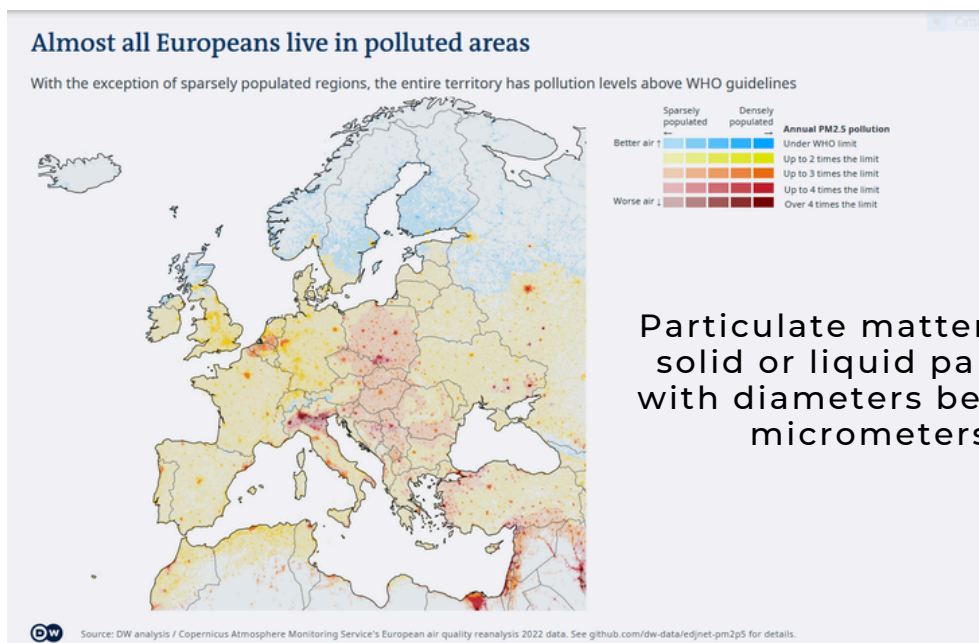 Almost all Europeans live in polluted areas
With the exception of sparsely populated regions, the entire territory has pollution levels above WHO guidelines
Sparsely populated
Densely populated
←
→
Annual PM2.5 pollution
Better air ↑
Under WHO limit
Up to 2 times the limit
Up to 3 times the limit
Up to 4 times the limit
Worse air ↓
Over 4 times the limit
Particulate matter
solid or liquid pa
with diameters be
micrometers
DW
Source: DW analysis / Copernicus Atmosphere Monitoring Service's European air quality reanalysis 2022 data. See github.com/dw-data/edjnet-pm2p5 for details.